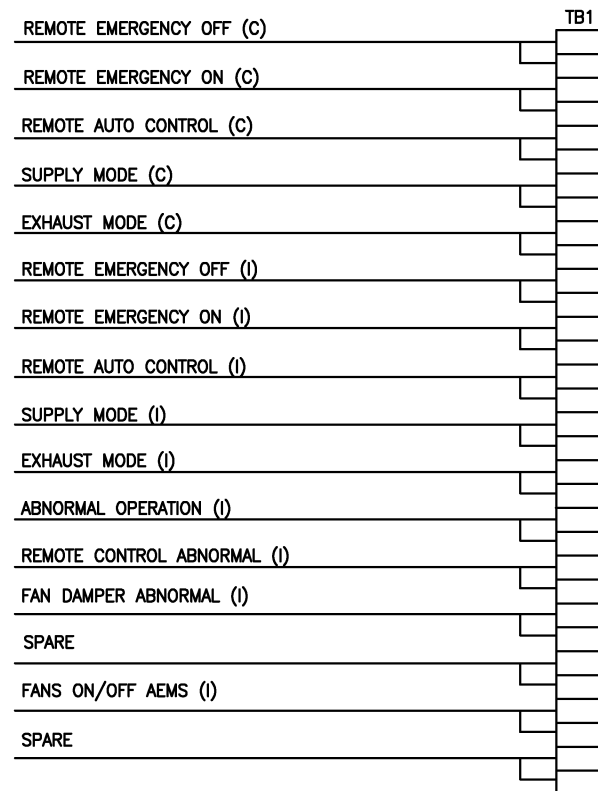 TB1
REMOTE EMERGENCY OFF (C)
REMOTE EMERGENCY ON (C)
REMOTE AUTO CONTROL (C)
SUPPLY MODE (C)
EXHAUST MODE (C)
REMOTE EMERGENCY OFF (I)
REMOTE EMERGENCY ON (I)
REMOTE AUTO CONTROL (I)
SUPPLY MODE (I)
EXHAUST MODE (I)
ABNORMAL OPERATION (I)
REMOTE CONTROL ABNORMAL (I)
FAN DAMPER ABNORMAL (I)
SPARE
FANS ON/OFF AEMS (I)
SPARE